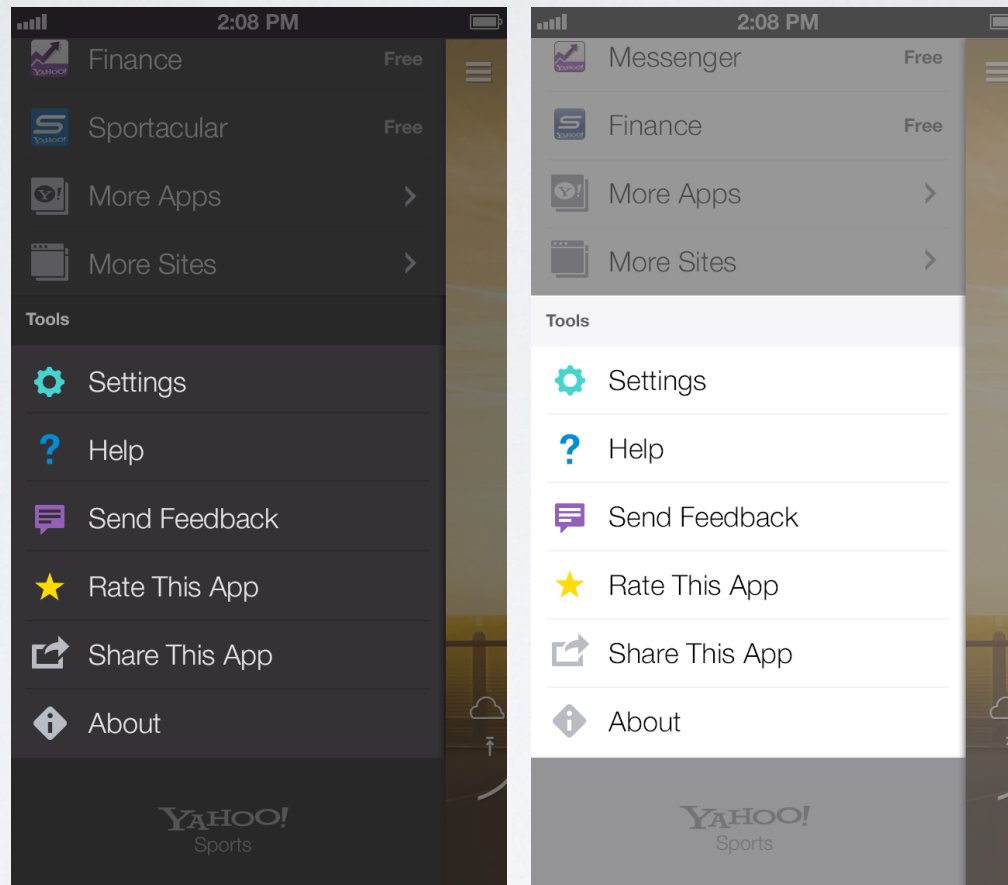 2:08 PM
Finance Free
Sportacular Free
More Apps
More Sites
Tools
Settings
Help
Send Feedback
Rate This App
Share This App
About
YAHOO!
Sports
2:08 PM
Messenger Free
Finance Free
More Apps
More Sites
Tools
Settings
Help
Send Feedback
Rate This App
Share This App
About
YAHOO!
Sports